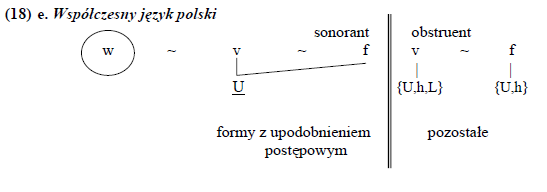 (18) e. Współczesny język polski
sonorant obstruent
w ~ v ~ f v ~ f
U {U,h,L} {U,h}
formy z upodobnieniem pozostałe
postępowym